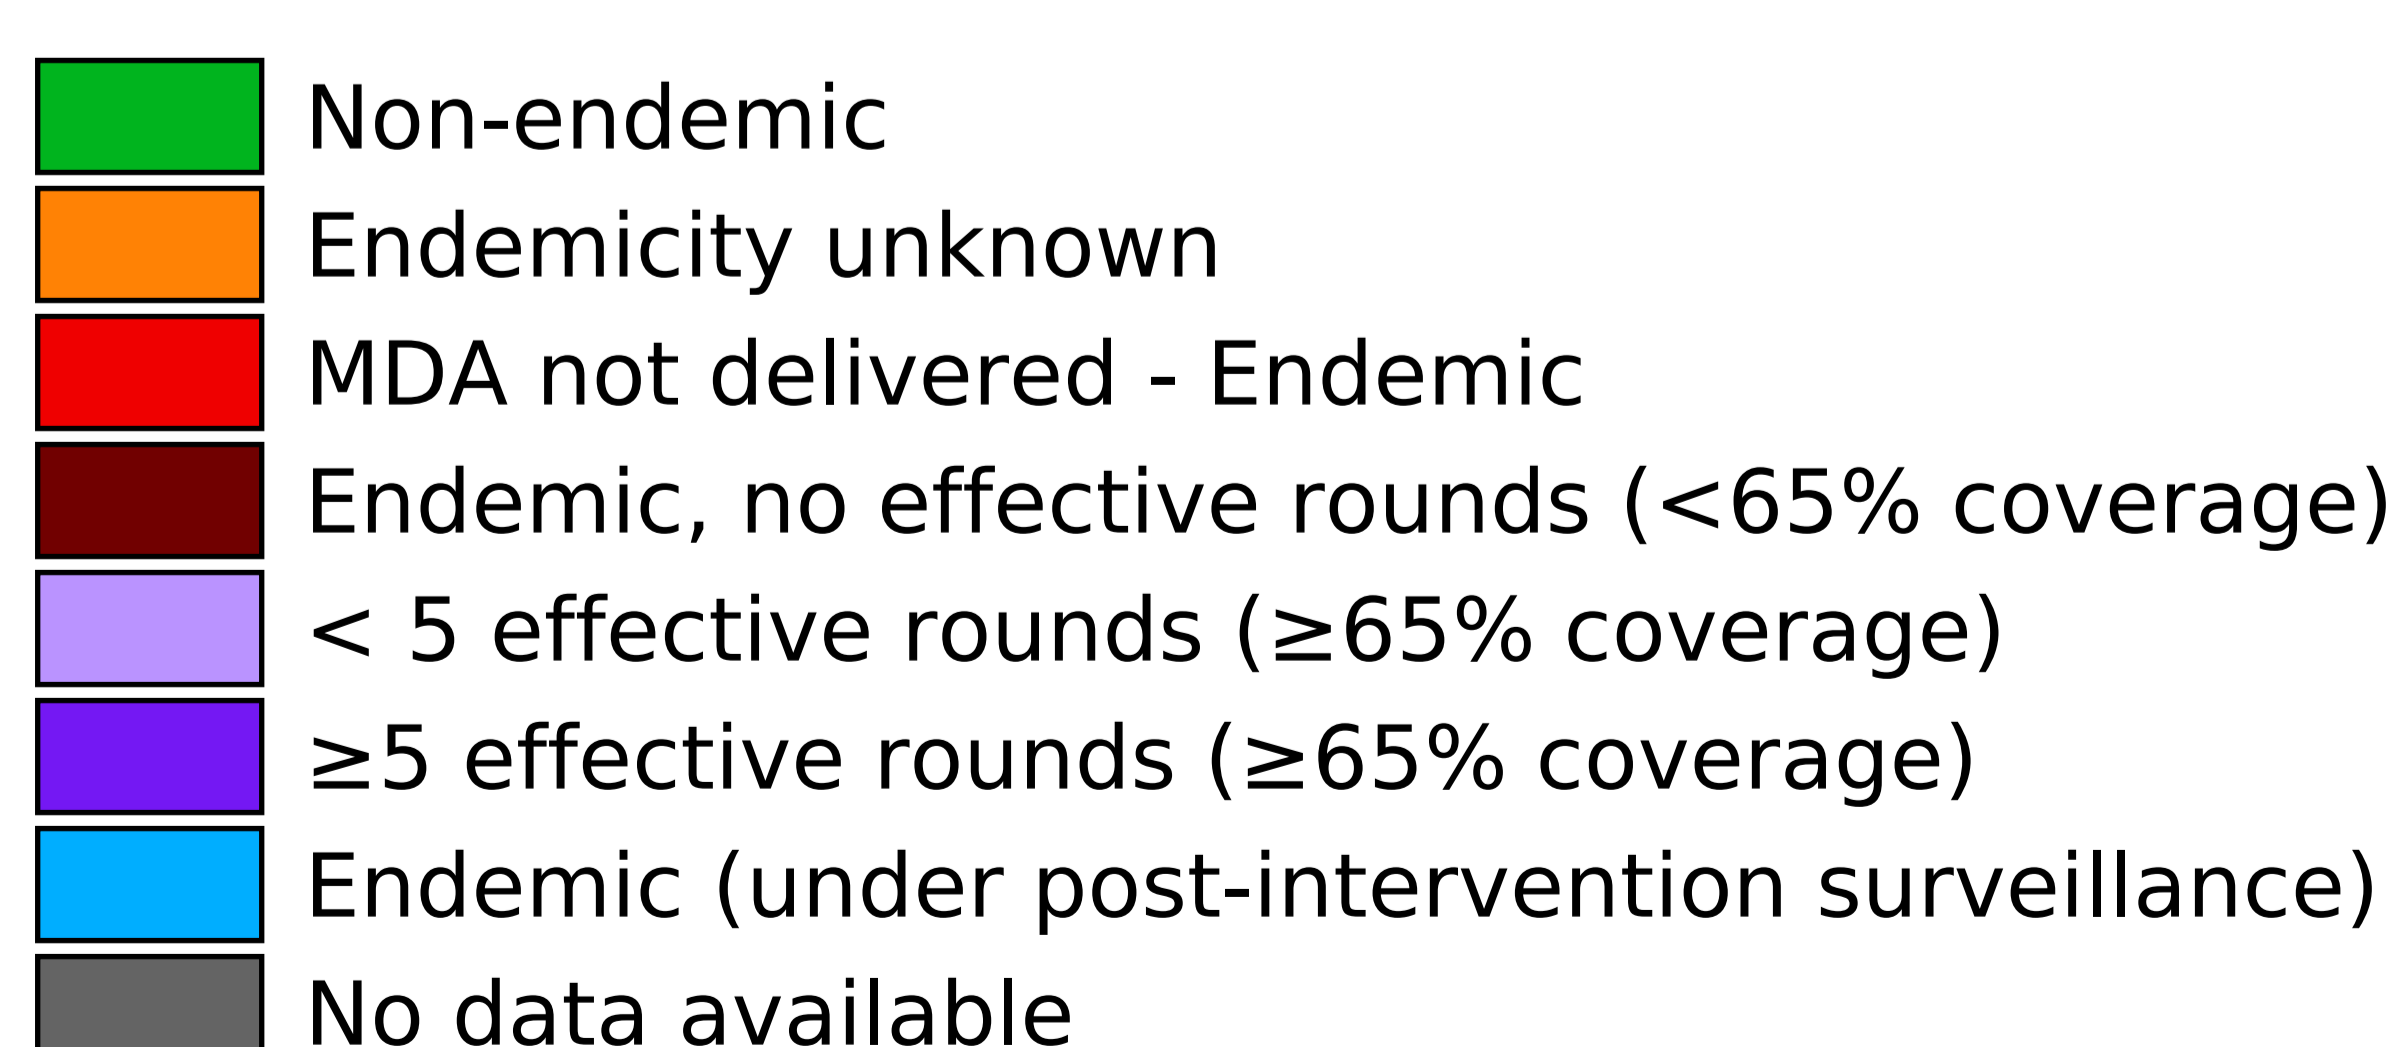 Non-endemic
Endemicity unknown
MDA not delivered - Endemic
Endemic, no effective rounds (<65% coverage)
< 5 effective rounds (≥65% coverage)
≥5 effective rounds (≥65% coverage)
Endemic (under post-intervention surveillance)
No data available